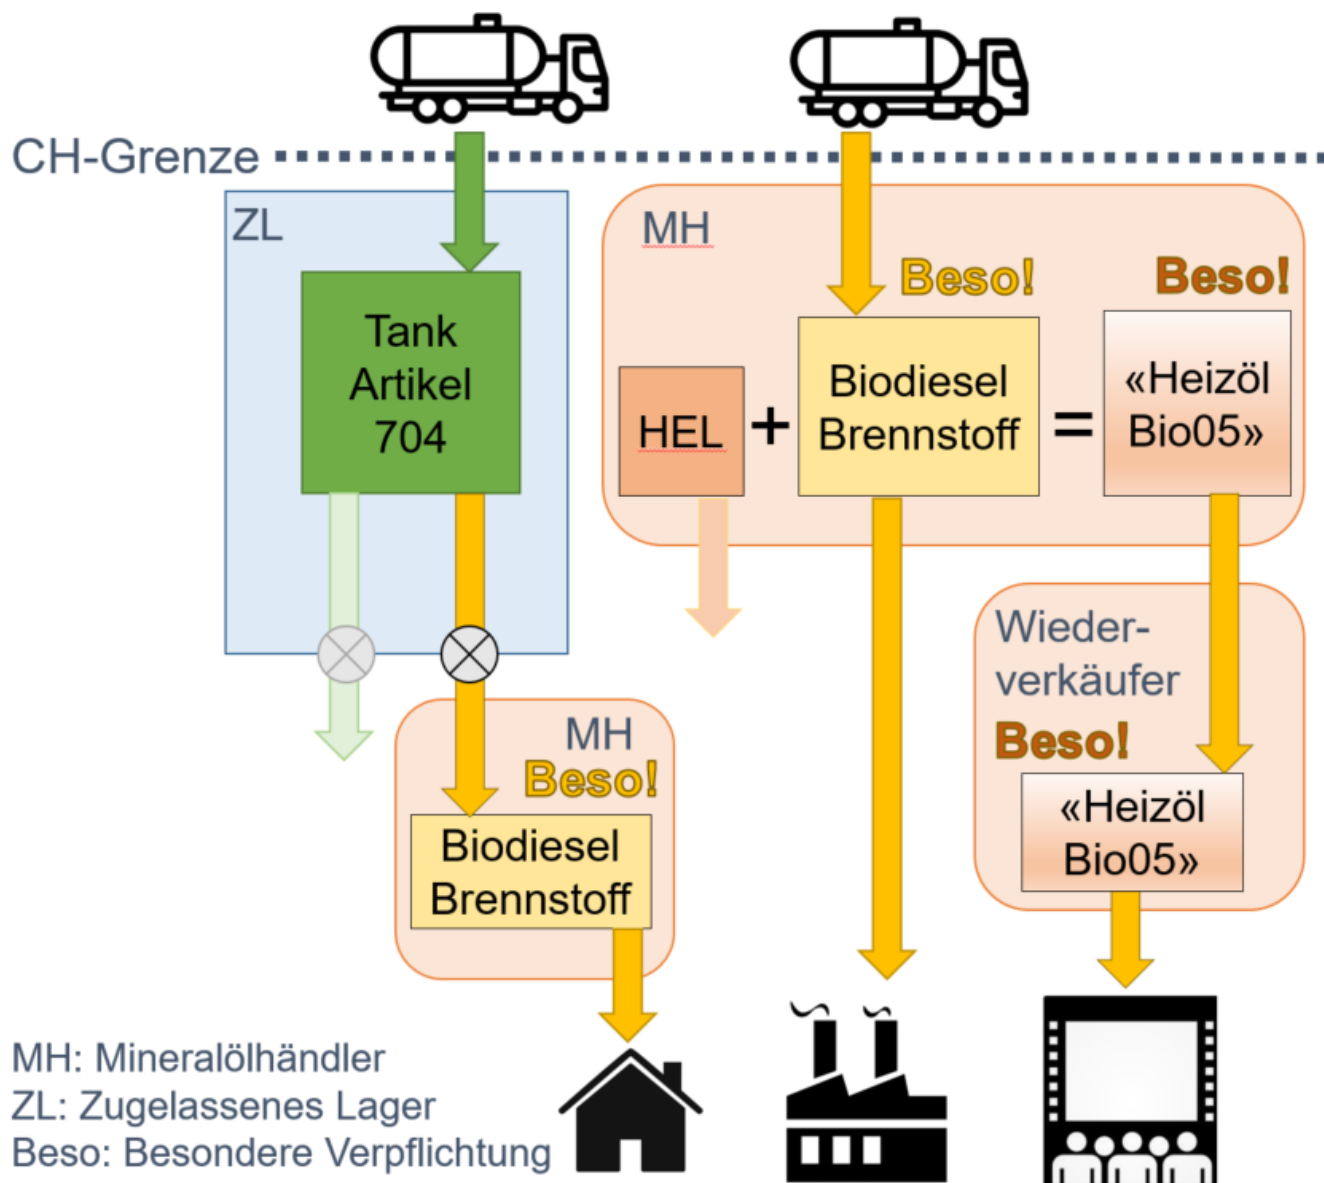 CH-Grenze
ZL
Tank
Artikel
704
MH
Beso!
Beso!
HEL
+
Biodiesel
Brennstoff
=
«Heizöl
Bio05»
MH
Beso!
Biodiesel
Brennstoff
Wieder-
verkäufer
Beso!
«Heizöl
Bio05»
MH: Mineralölhändler
ZL: Zugelassenes Lager
Beso: Besondere Verpflichtung